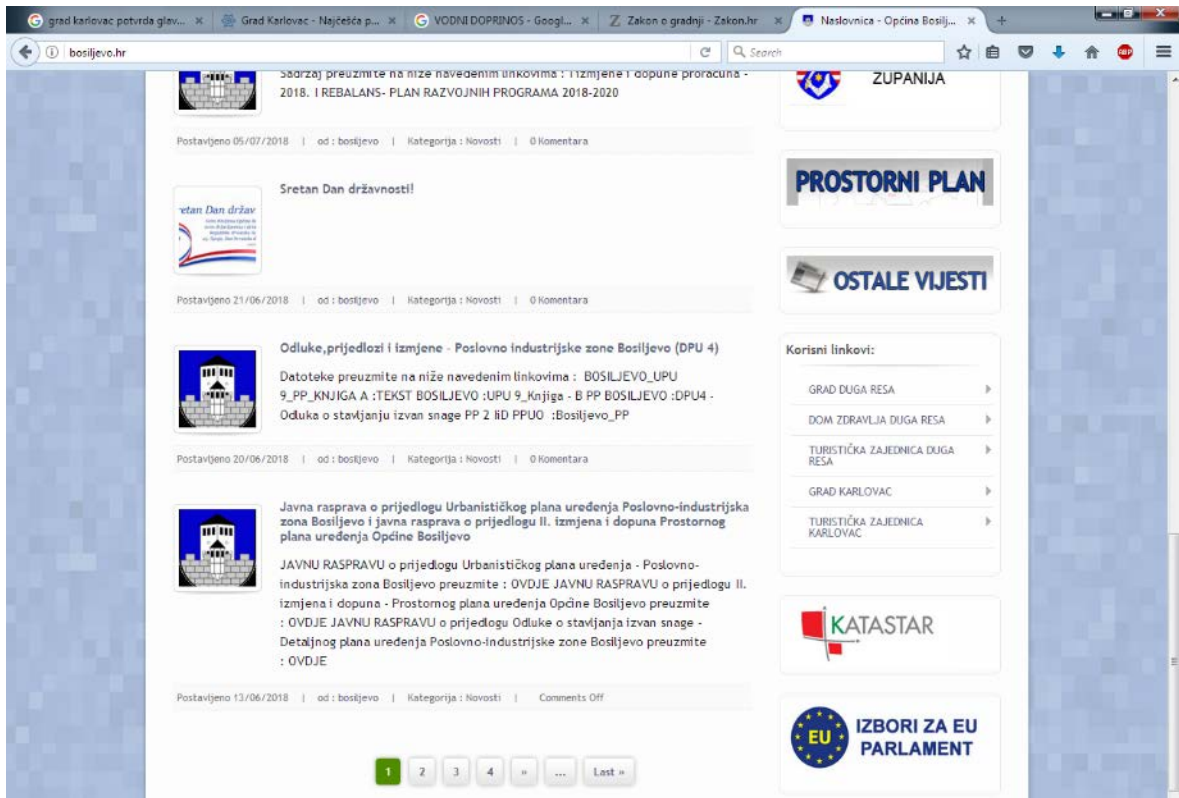 grad karlovac potvrda glav...
Grad Karlovac - Najčešća p...
VODNI DOPRINOS - Googl...
Zakon o gradnji - Zakon.hr
Naslovnica - Općina Bosilj...
bosiljevo.hr
Search
Sadržaj preuzmite na niže navedenim linkovima : I izmjene i dopune proračuna -
2018. I REBALANS- PLAN RAZVOJNIH PROGRAMA 2018-2020
Postavljeno 05/07/2018 | od : bosiljevo | Kategorija : Novosti | 0 Komentara
Sretan Dan državnosti!
etan Dan držav
Postavljeno 21/06/2018 | od : bosiljevo | Kategorija : Novosti | 0 Komentara
Odluke,prijedlozi i izmjene - Poslovno industrijske zone Bosiljevo (DPU 4)
Datoteke preuzmite na niže navedenim linkovima : BOSILJEVO_UPU
9_PP_KNJIGA A :TEKST BOSILJEVO :UPU 9_Knjiga - B PP BOSILJEVO :DPU4 -
Odluka o stavljanju izvan snage PP 2 IiD PPUO :Bosiljevo_PP
Postavljeno 20/06/2018 | od : bosiljevo | Kategorija : Novosti | 0 Komentara
Javna rasprava o prijedlogu Urbanističkog plana uređenja Poslovno-industrijska
zona Bosiljevo i javna rasprava o prijedlogu II. izmjena i dopuna Prostornog
plana uređenja Općine Bosiljevo
JAVNU RASPRAVU o prijedlogu Urbanističkog plana uređenja - Poslovno-
industrijska zona Bosiljevo preuzmite : OVDJE JAVNU RASPRAVU o prijedlogu II.
izmjena i dopuna - Prostornog plana uređenja Općine Bosiljevo preuzmite
: OVDJE JAVNU RASPRAVU o prijedlogu Odluke o stavljanja izvan snage -
Detaljnog plana uređenja Poslovno-industrijske zone Bosiljevo preuzmite
: OVDJE
Postavljeno 13/06/2018 | od : bosiljevo | Kategorija : Novosti | Comments Off
1 2 3 4 » ... Last »
ŽUPANIJA
PROSTORNI PLAN
OSTALE VIJESTI
Korisni linkovi:
GRAD DUGA RESA
DOM ZDRAVLJA DUGA RESA
TURISTIČKA ZAJEDNICA DUGA
RESA
GRAD KARLOVAC
TURISTIČKA ZAJEDNICA
KARLOVAC
KATASTAR
EU
IZBORI ZA EU
PARLAMENT
ABP